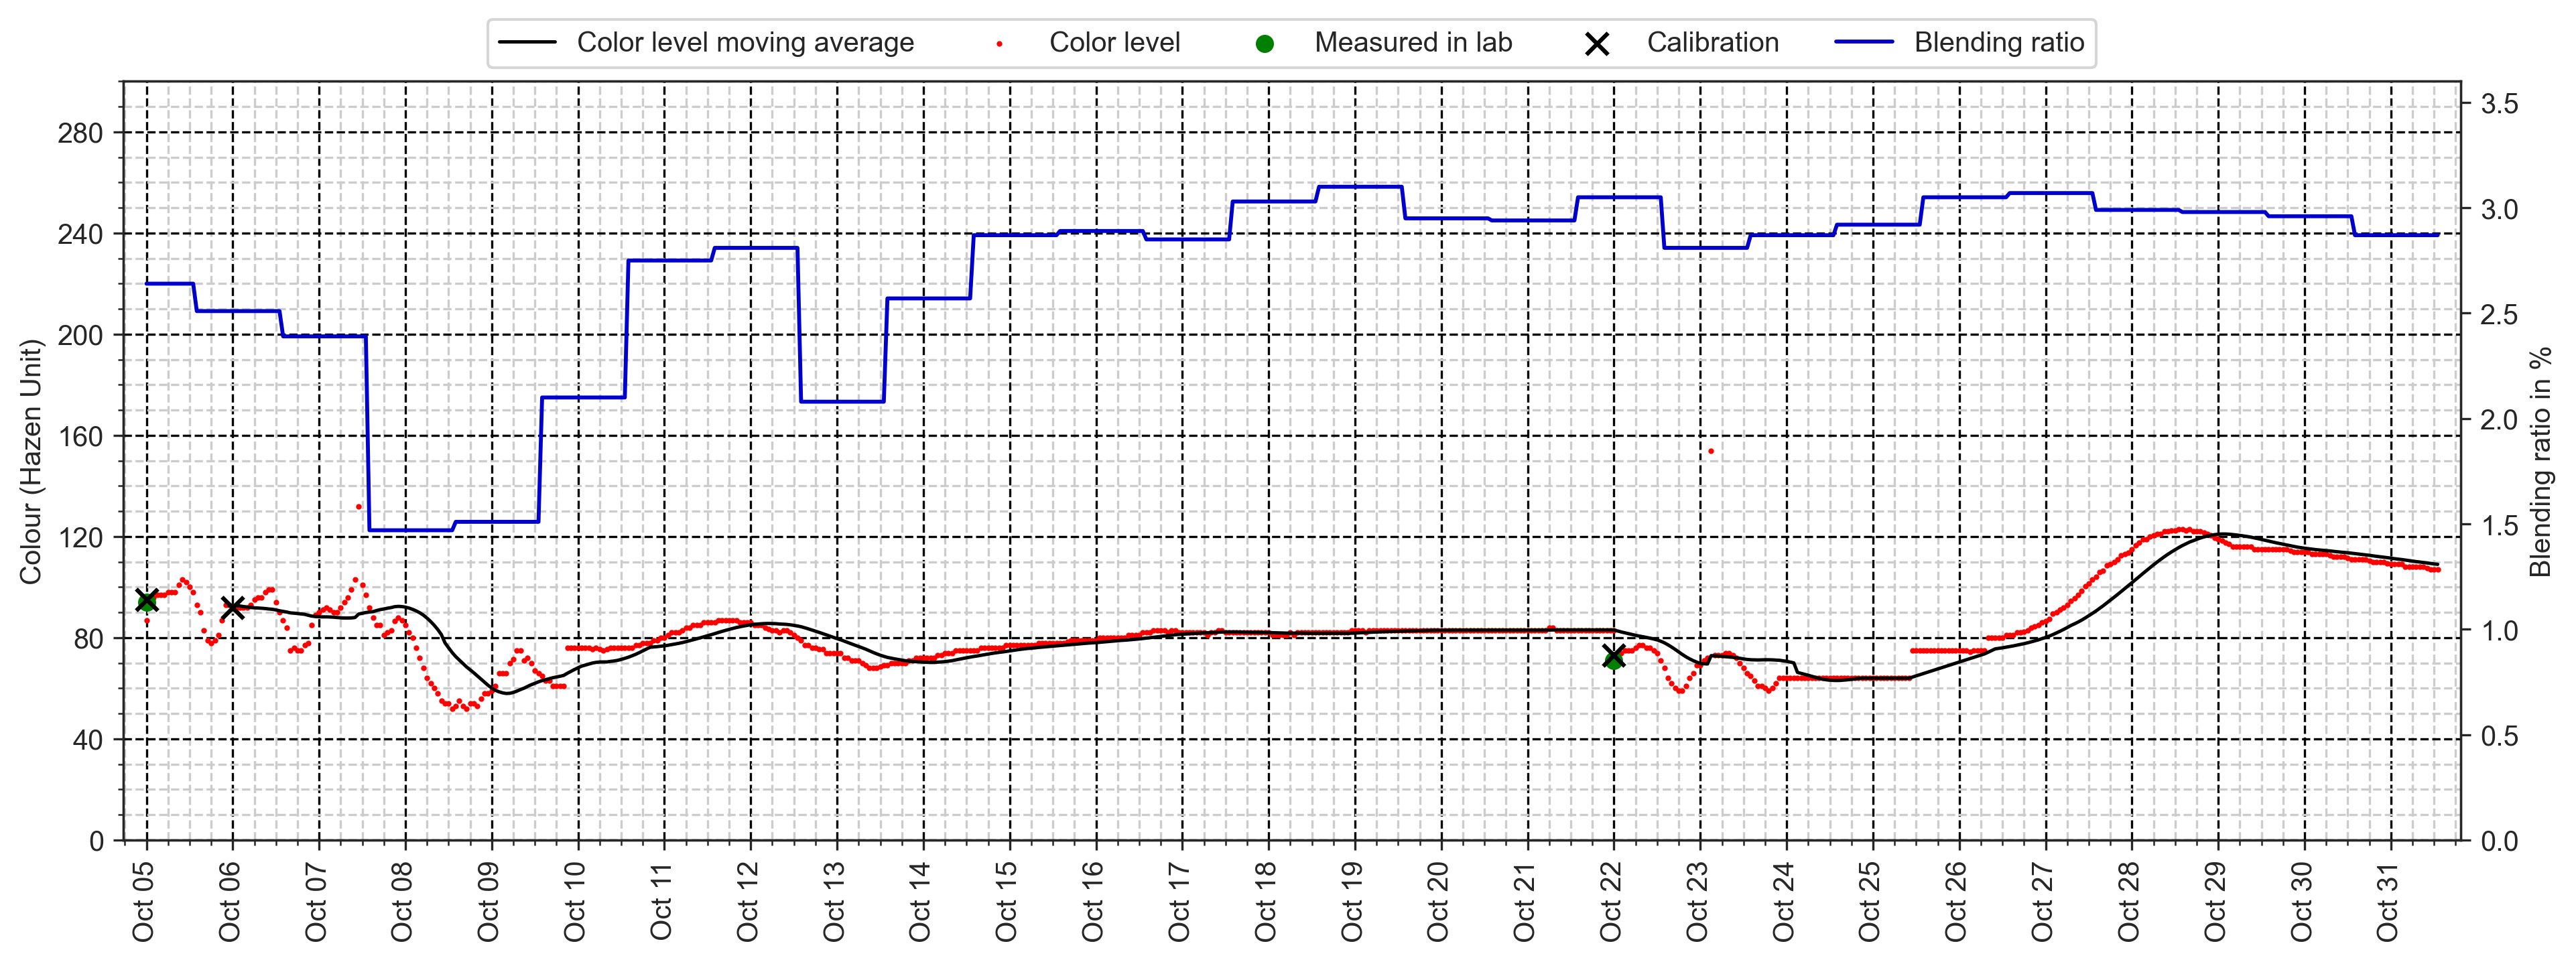 Color level moving average Color level Measured in lab Calibration Blending ratio
Colour (Hazen Unit)
280
240
200
160
120
80
40
0
3.5
3.0
2.5
2.0
1.5
1.0
0.5
0.0
Blending ratio in %
Oct 05
Oct 06
Oct 07
Oct 08
Oct 09
Oct 10
Oct 11
Oct 12
Oct 13
Oct 14
Oct 15
Oct 16
Oct 17
Oct 18
Oct 19
Oct 20
Oct 21
Oct 22
Oct 23
Oct 24
Oct 25
Oct 26
Oct 27
Oct 28
Oct 29
Oct 30
Oct 31